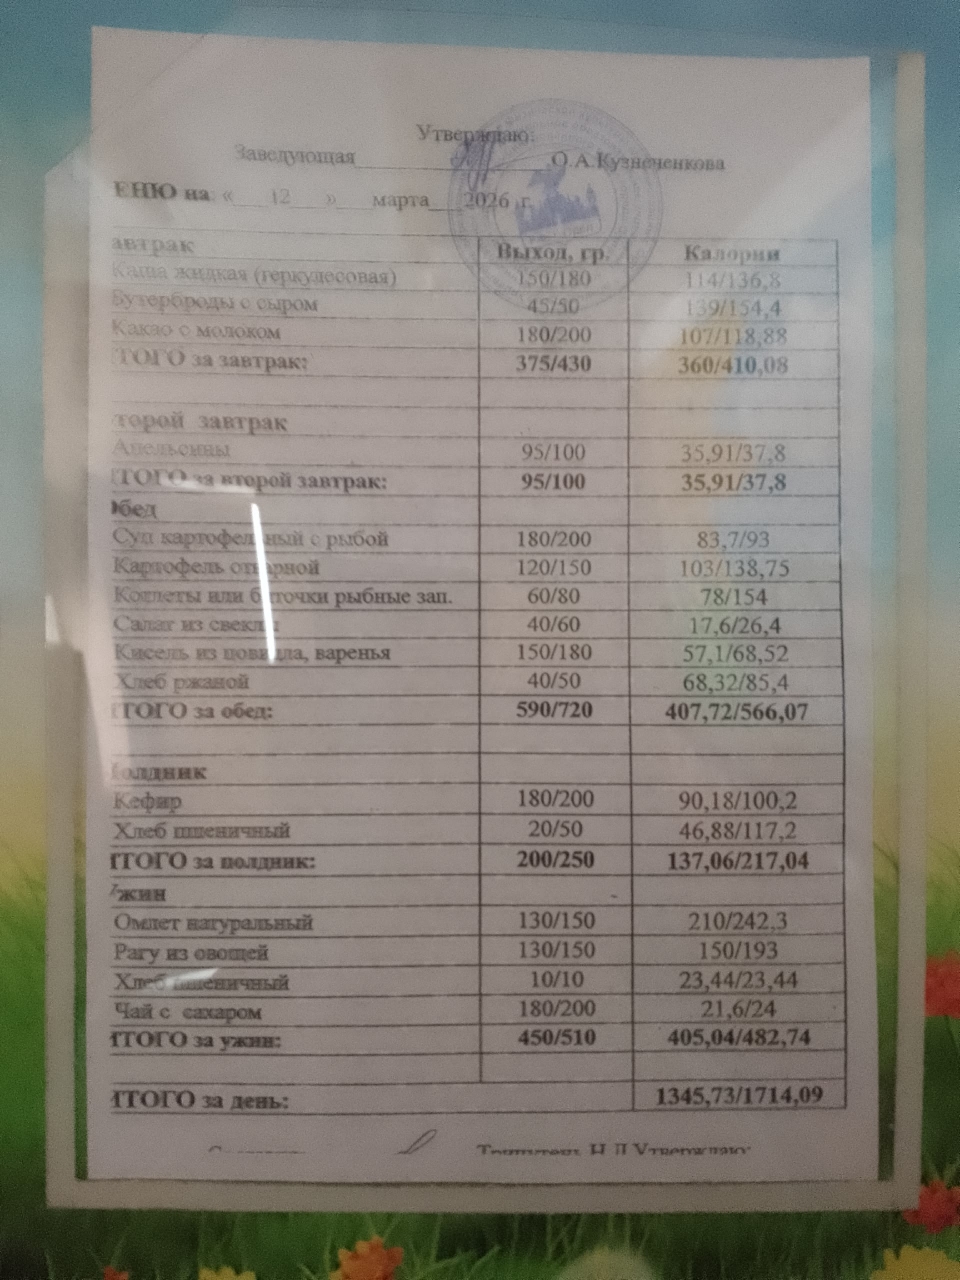 Утверждаю:
Заведующая О.А.Кузнеченкова
ЕНЮ на: « 12 » марта 2026 г.
автрак Выход, гр. Калории
Каша жидкая (геркулесовая) 150/180 114/136,8
Бутерброды с сыром 45/50 139/154,4
Какао с молоком 180/200 107/118,88
ТОГО за завтрак: 375/430 360/410,08
торой завтрак
Апельсины 95/100 35,91/37,8
ТОГО за второй завтрак: 95/100 35,91/37,8
Обед
Суп картофельный с рыбой 180/200 83,7/93
Картофель отварной 120/150 103/138,75
Котлеты или биточки рыбные зап. 60/80 78/154
Салат из свеклы 40/60 17,6/26,4
Кисель из повидла, варенья 150/180 57,1/68,52
Хлеб ржаной 40/50 68,32/85,4
ИТОГО за обед: 590/720 407,72/566,07
Полдник
Кефир 180/200 90,18/100,2
Хлеб пшеничный 20/50 46,88/117,2
ИТОГО за полдник: 200/250 137,06/217,04
Ужин
Омлет натуральный 130/150 210/242,3
Рагу из овощей 130/150 150/193
Хлеб пшеничный 10/10 23,44/23,44
Чай с сахаром 180/200 21,6/24
ИТОГО за ужин: 450/510 405,04/482,74
ИТОГО за день: 1345,73/1714,09
Утверждаю: